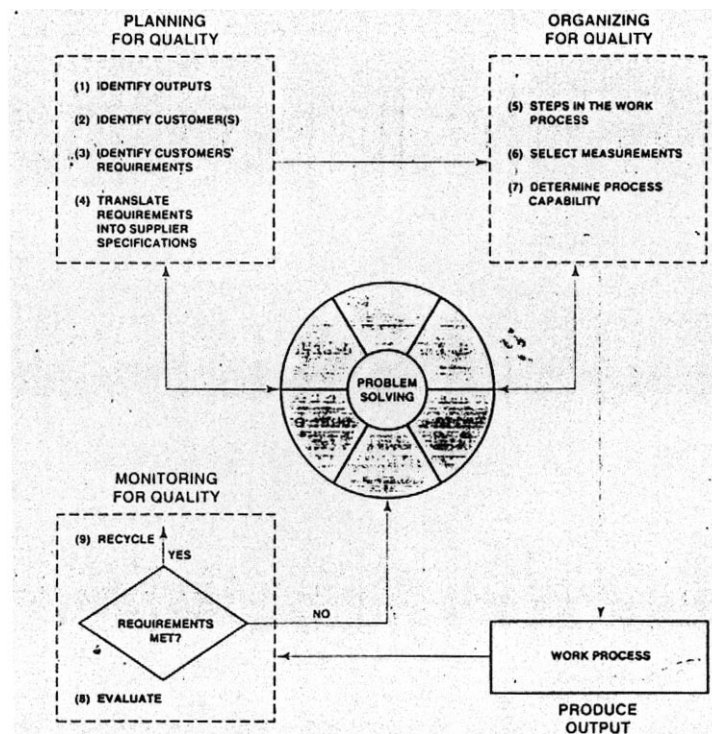 PLANNING
FOR QUALITY
(1) IDENTIFY OUTPUTS
(2) IDENTIFY CUSTOMER(S)
(3) IDENTIFY CUSTOMERS'
REQUIREMENTS
(4) TRANSLATE
REQUIREMENTS
INTO SUPPLIER
SPECIFICATIONS
ORGANIZING
FOR QUALITY
(5) STEPS IN THE WORK
PROCESS
(6) SELECT MEASUREMENTS
(7) DETERMINE PROCESS
CAPABILITY
PROBLEM
SOLVING
MONITORING
FOR QUALITY
(9) RECYCLE
YES
REQUIREMENTS
MET?
NO
(8) EVALUATE
WORK PROCESS
PRODUCE
OUTPUT